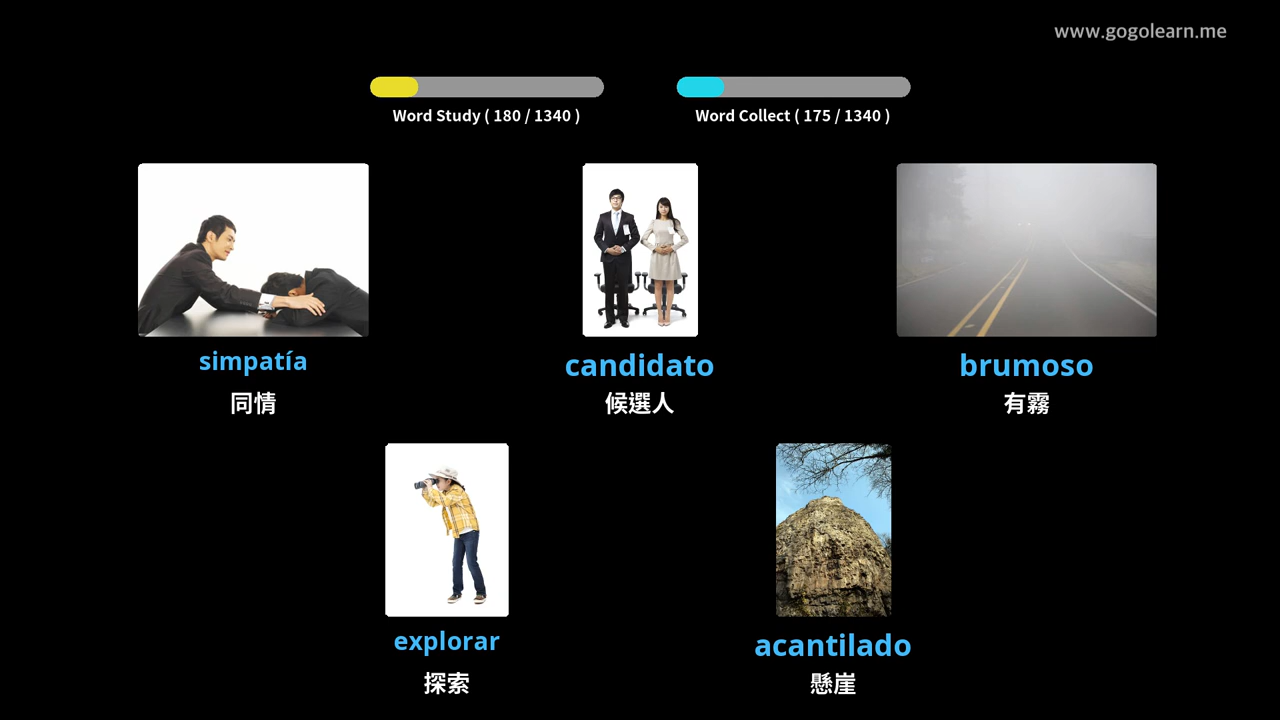 www.gogolearn.me
Word Study ( 180 / 1340 )
Word Collect ( 175 / 1340 )
simpatía
同情
candidato
候選人
brumoso
有霧
explorar
探索
acantilado
懸崖